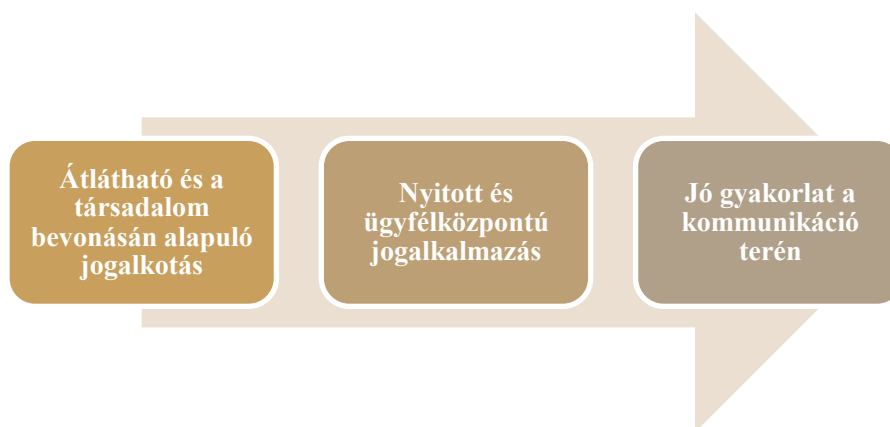 Átlátható és a
társadalom
bevonásán alapuló
jogalkotás
Nyitott és
ügyfélközpontú
jogalkalmazás
Jó gyakorlat a
kommunikáció
terén